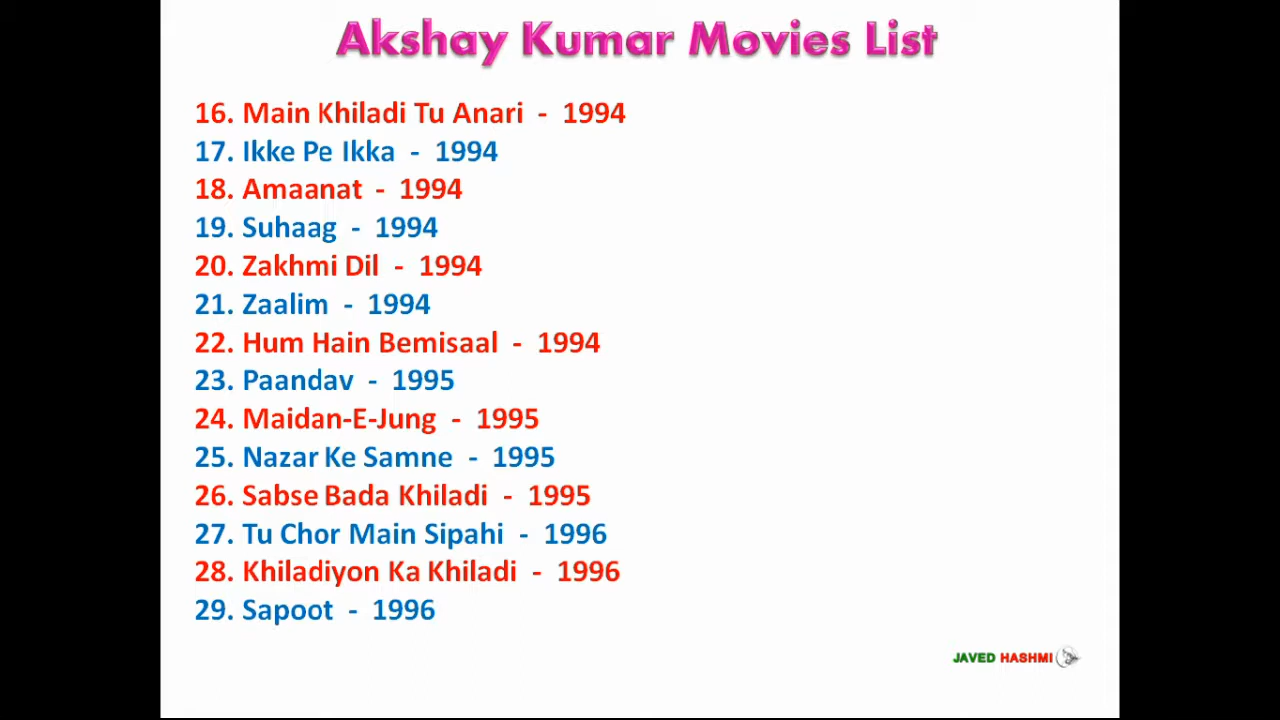 Akshay Kumar Movies List
16. Main Khiladi Tu Anari - 1994
17. Ikke Pe Ikka - 1994
18. Amaanat - 1994
19. Suhaag - 1994
20. Zakhmi Dil - 1994
21. Zaalim - 1994
22. Hum Hain Bemisaal - 1994
23. Paandav - 1995
24. Maidan-E-Jung - 1995
25. Nazar Ke Samne - 1995
26. Sabse Bada Khiladi - 1995
27. Tu Chor Main Sipahi - 1996
28. Khiladiyon Ka Khiladi - 1996
29. Sapoot - 1996
JAVED HASHMI